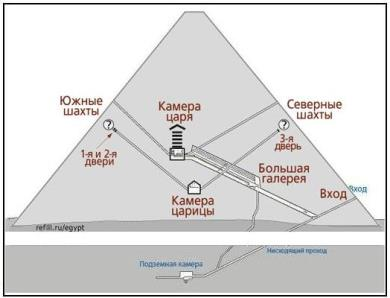 Южные
шахты
Камера
царя
Северные
шахты
1-я и 2-я
двери
3-я
дверь
Большая
галерея
Вход
Вход
Камера
царицы
refill.ru/egypt
Нисходящий проход
Подземная камера
?
?